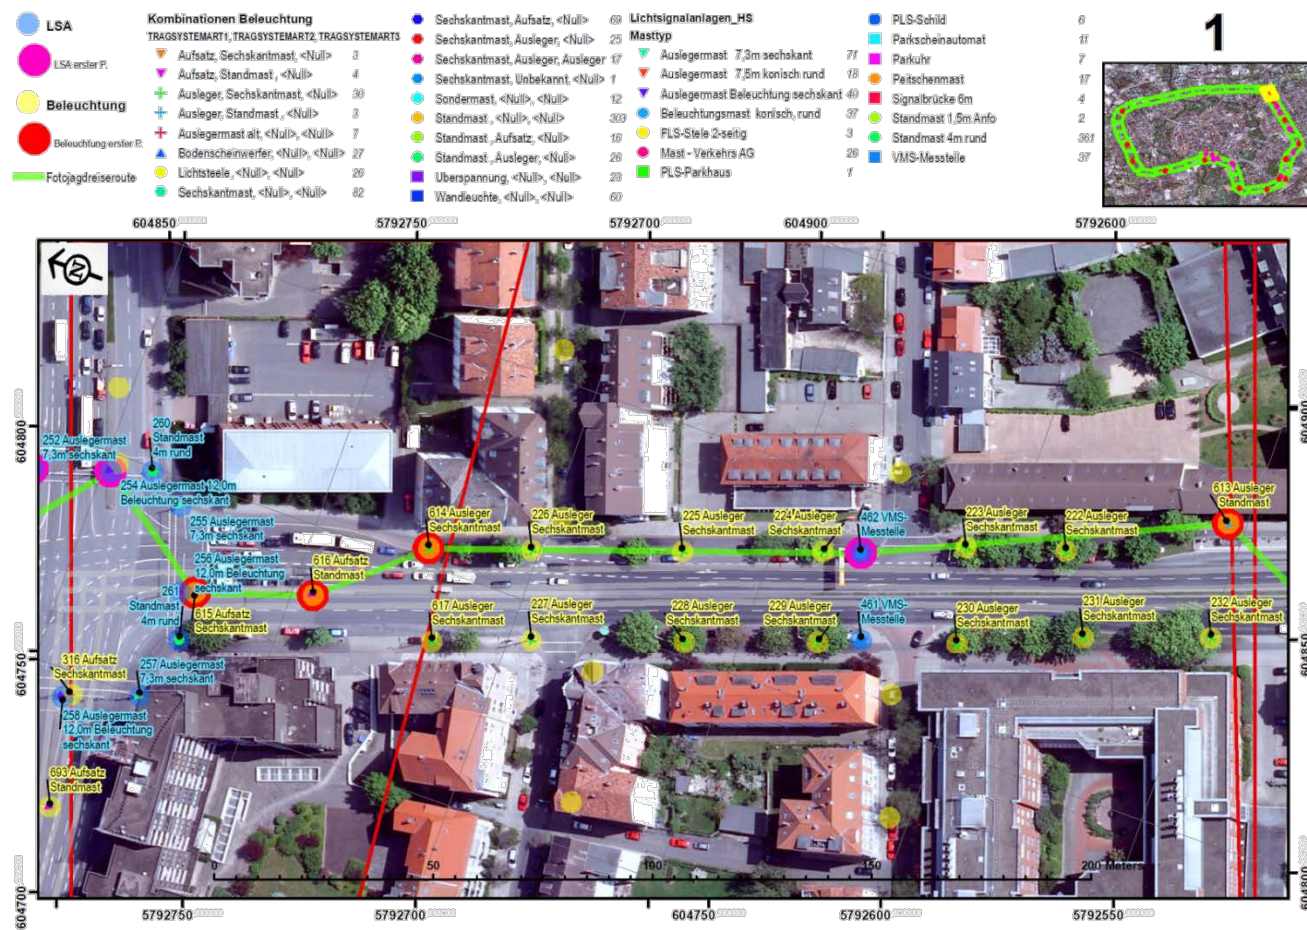 LSA
LSA erster P.
Beleuchtung
Beleuchtung erster P.
Fotojagdreiseroute
Kombinationen Beleuchtung
TRAGSYSTEMART1, TRAGSYSTEMART2, TRAGSYSTEMART3
Aufsatz, Sechskantmast, <Null> 3
Aufsatz, Standmast, <Null> 4
Ausleger, Sechskantmast, <Null> 30
Ausleger, Standmast, <Null> 3
Auslegermast alt, <Null>, <Null> 7
Bodenscheinwerfer, <Null>, <Null> 27
Lichtsteele, <Null>, <Null> 26
Sechskantmast, <Null>, <Null> 82
Sechskantmast, Aufsatz, <Null> 69
Sechskantmast, Ausleger, <Null> 25
Sechskantmast, Ausleger, Ausleger 17
Sechskantmast, Unbekannt, <Null> 1
Sondermast, <Null>, <Null> 12
Standmast, <Null>, <Null> 303
Standmast, Aufsatz, <Null> 16
Standmast, Ausleger, <Null> 26
Überspannung, <Null>, <Null> 28
Wandleuchte, <Null>, <Null> 60
Lichtsignalanlagen_HS
Masttyp
Auslegermast 7,3m sechskant 71
Auslegermast 7,5m konisch rund 18
Auslegermast Beleuchtung sechskant 49
Beleuchtungsmast konisch, rund 37
FLS-Stele 2-seitig 3
Mast - Verkehrs AG 26
PLS-Parkhaus 1
PLS-Schild 6
Parkscheinautomat 11
Parkuhr 7
Peitschenmast 17
Signalbrücke 6m 4
Standmast 1,5m Anfo 2
Standmast 4m rund 361
VMS-Messtelle 37
1
604850
5792750
5792700
604900
5792600
N
604800
604750
604700
604900
604850
604800
252 Auslegermast
7,3m sechskant
260
Standmast
4m rund
254 Auslegermast 12,0m
Beleuchtung sechskant
255 Auslegermast
7,3m sechskant
256 Auslegermast
12,0m Beleuchtung
sechskant
261
Standmast
4m rund
615 Aufsatz
Sechskantmast
616 Aufsatz
Standmast
614 Ausleger
Sechskantmast
226 Ausleger
Sechskantmast
225 Ausleger
Sechskantmast
224 Ausleger
Sechskantmast
462 VMS-
Messtelle
223 Ausleger
Sechskantmast
222 Ausleger
Sechskantmast
613 Ausleger
Standmast
617 Ausleger
Sechskantmast
227 Ausleger
Sechskantmast
228 Ausleger
Sechskantmast
229 Ausleger
Sechskantmast
461 VMS-
Messtelle
230 Ausleger
Sechskantmast
231 Ausleger
Sechskantmast
232 Ausleger
Sechskantmast
316 Aufsatz
Sechskantmast
257 Auslegermast
7,3m sechskant
258 Auslegermast
12,0m Beleuchtung
sechskant
693 Aufsatz
Standmast
0 50 100 150 200 Meters
5792750
5792700
604750
5792600
5792550